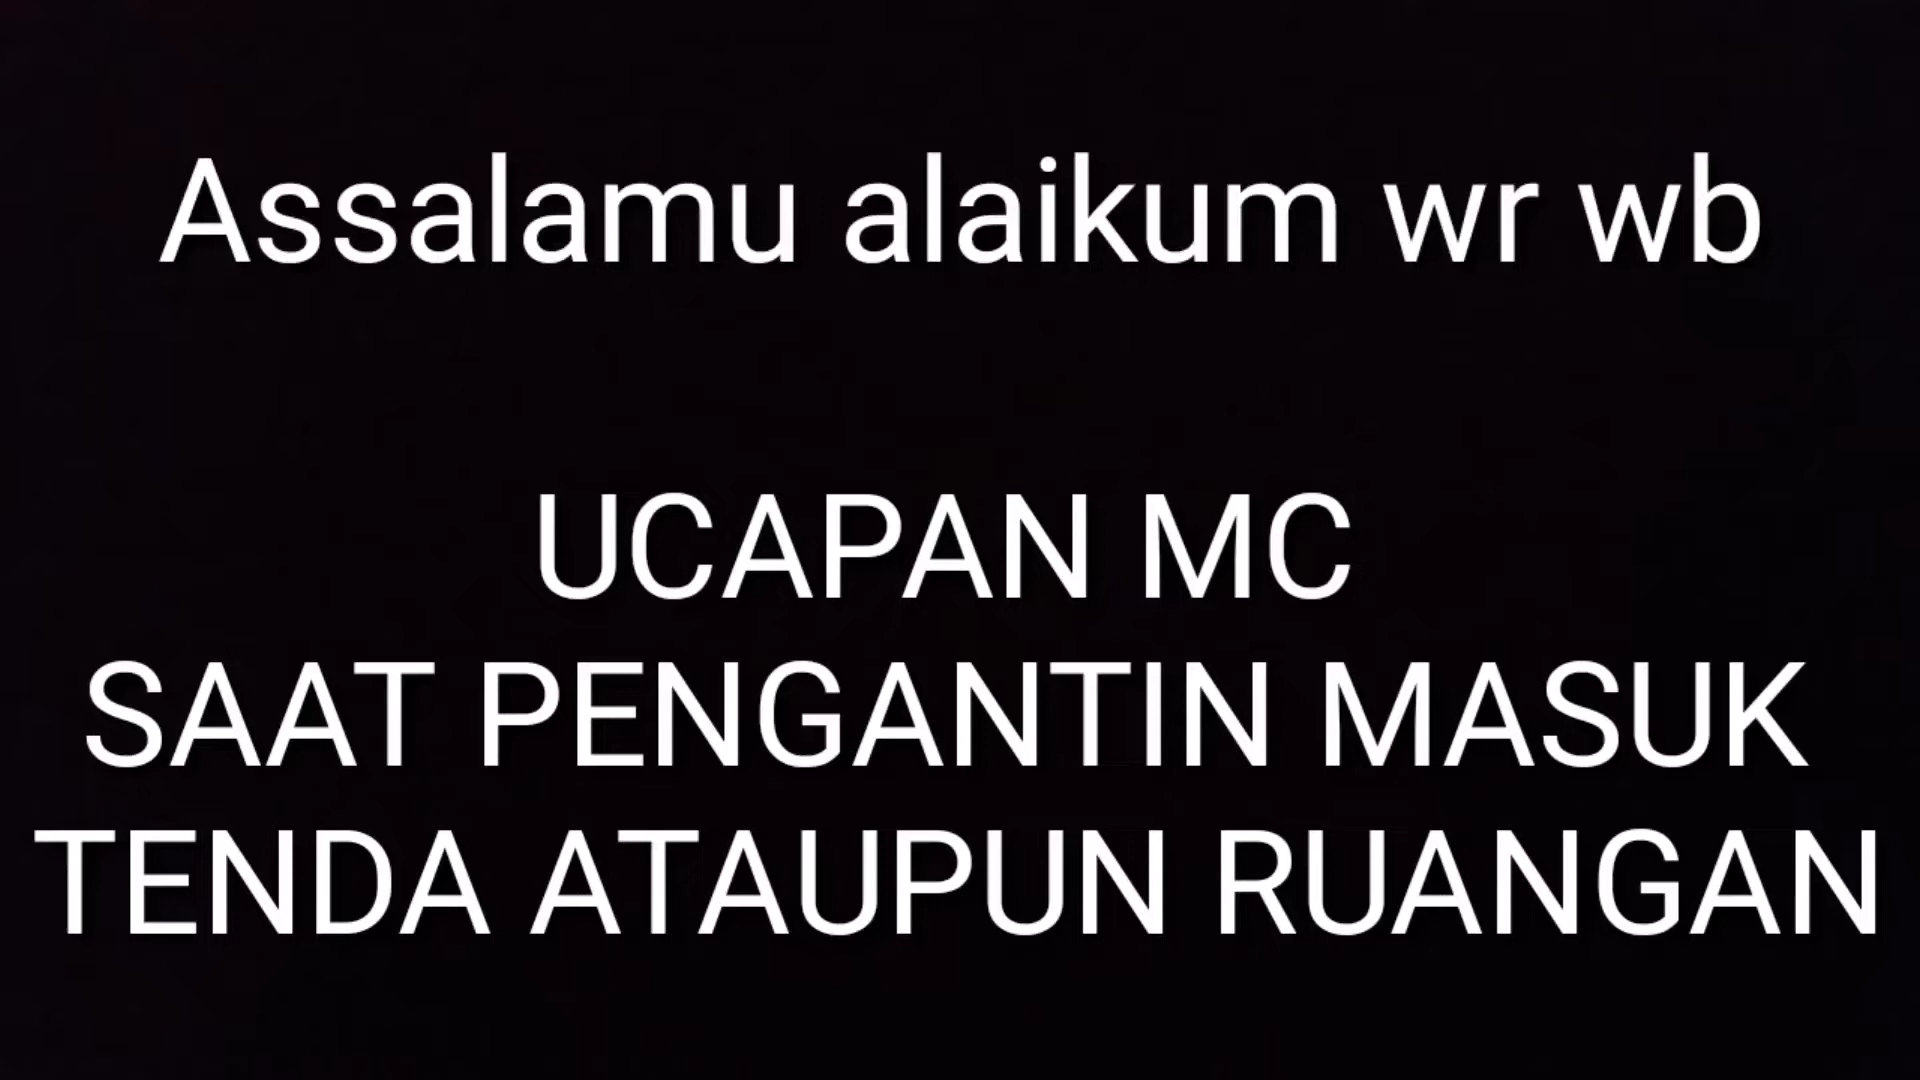 Assalamu alaikum wr wb
UCAPAN MC
SAAT PENGANTIN MASUK
TENDA ATAUPUN RUANGAN